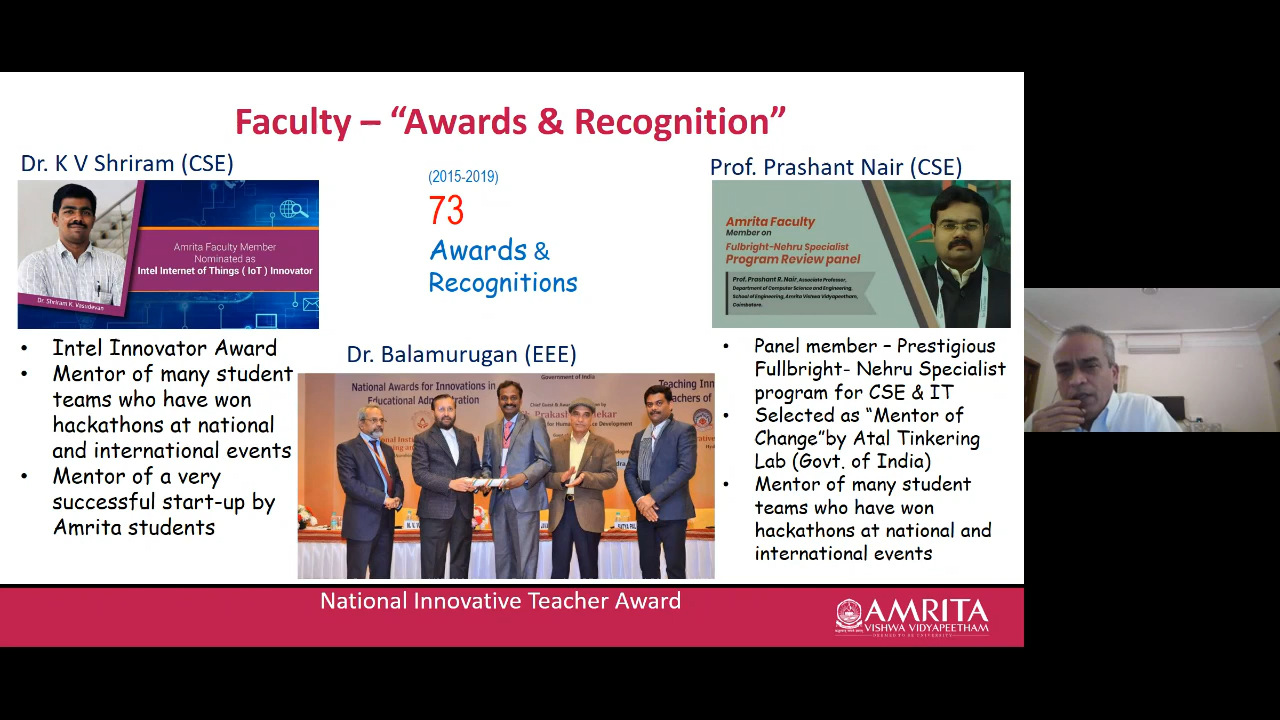 Faculty – “Awards & Recognition”
Dr. K V Shriram (CSE)
Amrita Faculty Member
Nominated as
Intel Internet of Things ( IoT ) Innovator
Dr. Shriram K. Vasudevan
• Intel Innovator Award
• Mentor of many student
teams who have won
hackathons at national
and international events
• Mentor of a very
successful start-up by
Amrita students
(2015-2019)
73
Awards &
Recognitions
Dr. Balamurugan (EEE)
Government of India
National Awards for Innovations in
Educational Administration
Teaching Inn
Chief Guest &
Prakash
National Innovative Teacher Award
Prof. Prashant Nair (CSE)
Amrita Faculty
Member on
Fulbright-Nehru Specialist
Program Review panel
Prof. Prashant R. Nair, Associate Professor,
Department of Computer Science and Engineering,
School of Engineering, Amrita Vishwa Vidyapeetham,
Coimbatore.
• Panel member – Prestigious
Fullbright- Nehru Specialist
program for CSE & IT
• Selected as “Mentor of
Change”by Atal Tinkering
Lab (Govt. of India)
• Mentor of many student
teams who have won
hackathons at national and
international events
AMRITA
VISHWA VIDYAPEETHAM
DEEMED TO BE UNIVERSITY